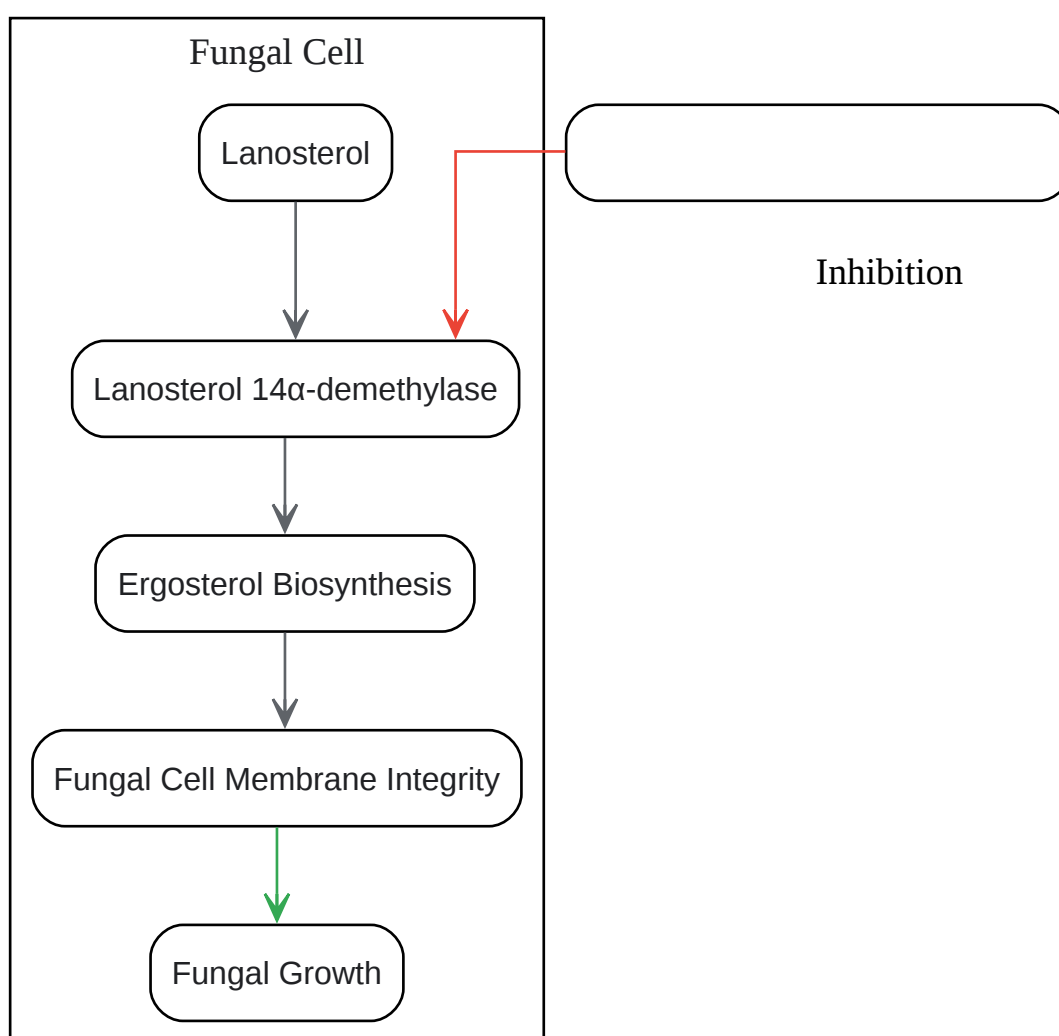 Fungal Cell
Lanosterol
Inhibition
Lanosterol 14α-demethylase
Ergosterol Biosynthesis
Fungal Cell Membrane Integrity
Fungal Growth